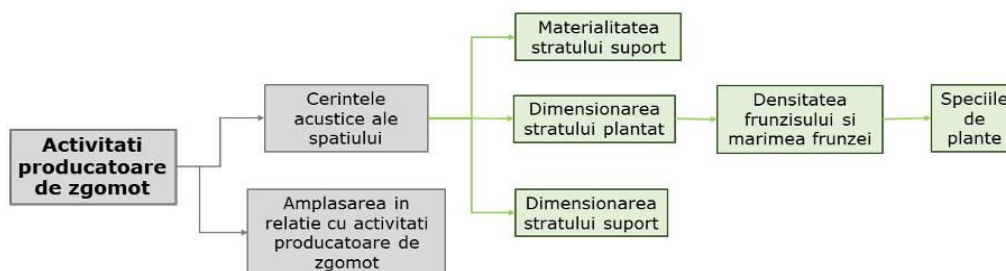 Activitati
producatoare
de zgomot
Cerintele
acustice ale
spatiului
Amplasarea in
relatie cu activitati
producatoare de
zgomot
Materialitatea
stratului suport
Dimensionarea
stratului plantat
Dimensionarea
stratului suport
Densitatea
frunzisului si
marimea frunzei
Speciile
de
plante